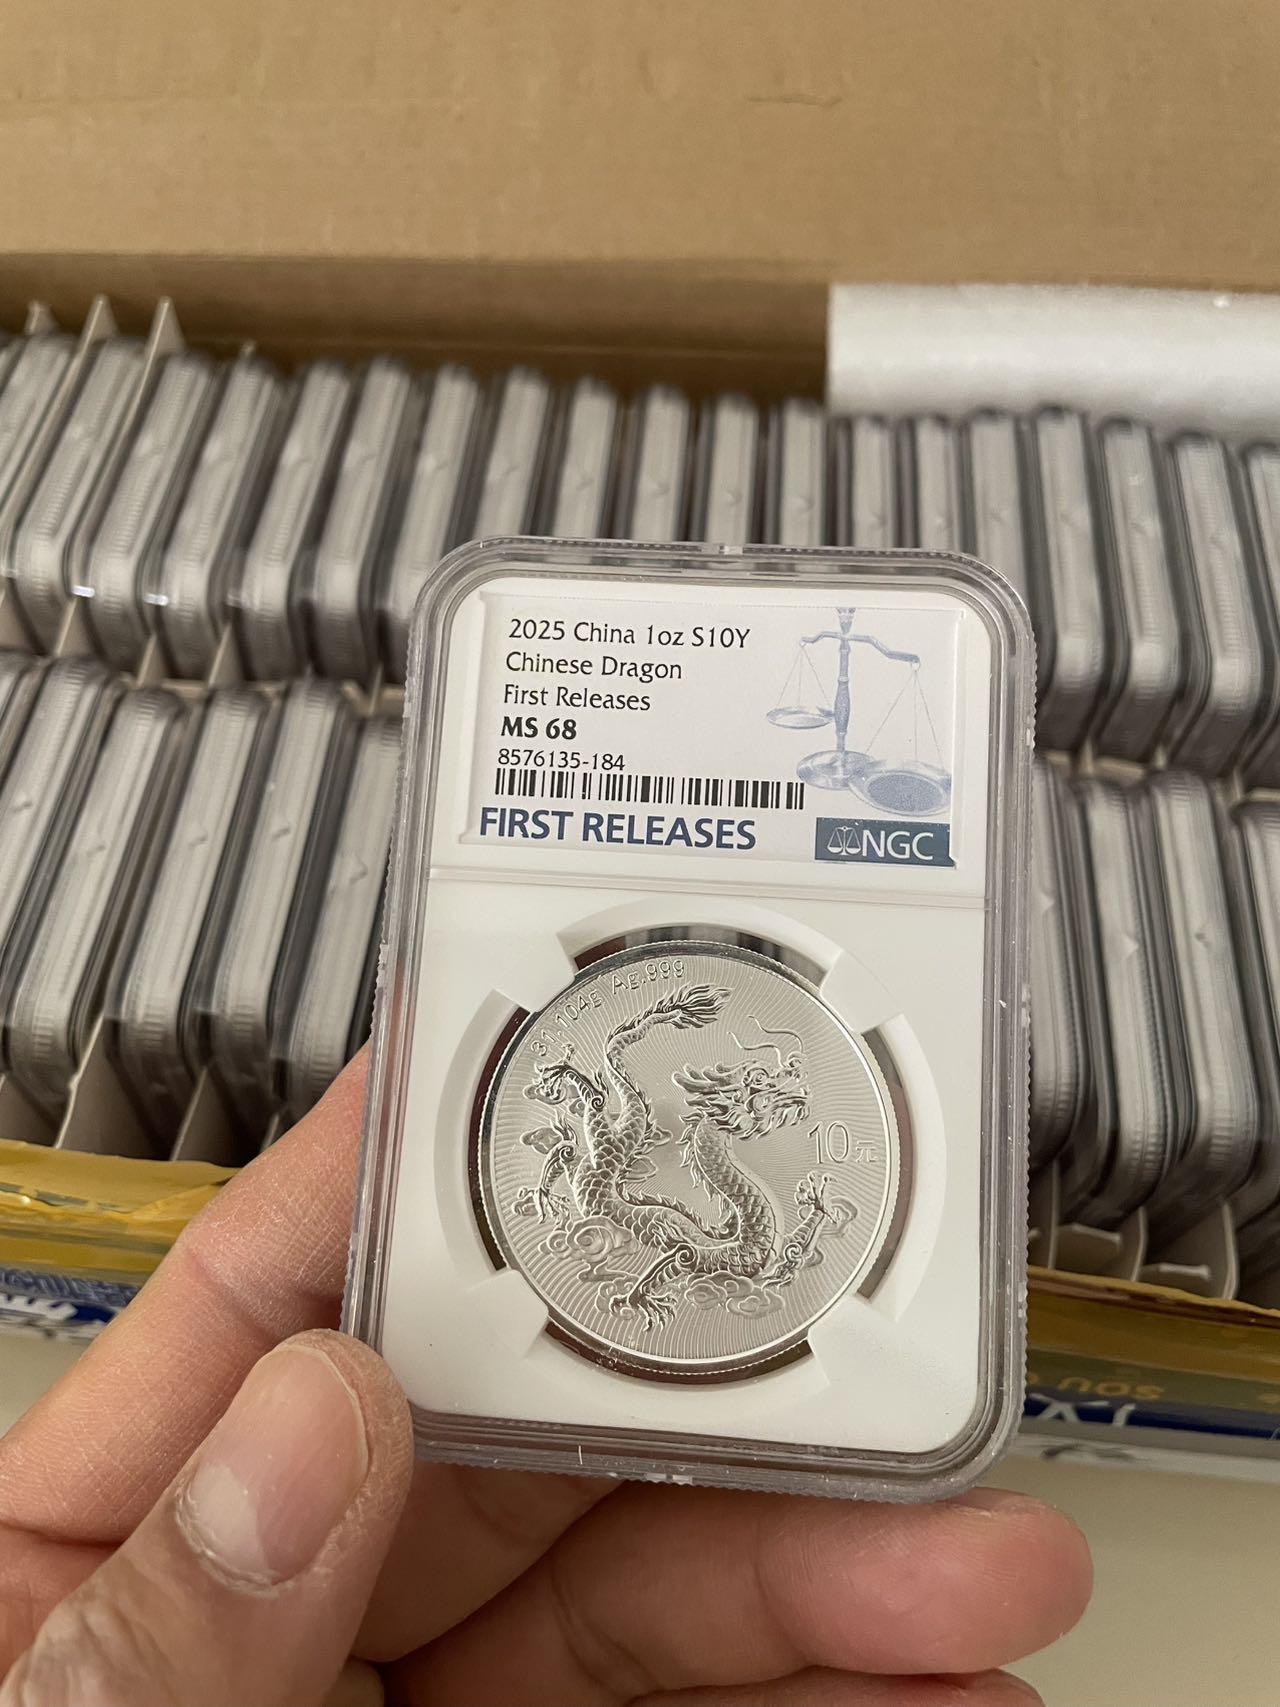 2025 China 1oz S10Y
Chinese Dragon
First Releases
MS 68
8576135-184
FIRST RELEASES
NGC
31.104g Ag.999
10元